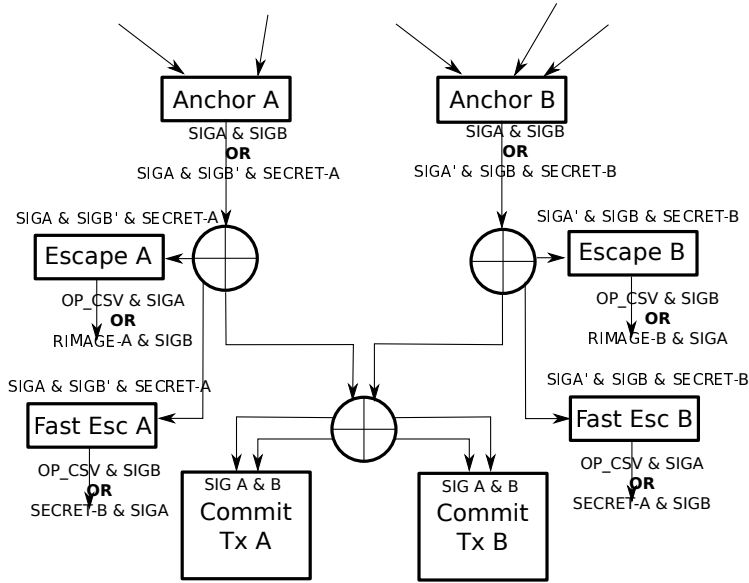 Anchor A
SIGA & SIGB
OR
SIGA & SIGB' & SECRET-A
Anchor B
SIGA & SIGB
OR
SIGA' & SIGB & SECRET-B
SIGA & SIGB' & SECRET-A
Escape A
OP_CSV & SIGA
OR
RIMAGE-A & SIGB
SIGA' & SIGB & SECRET-B
Escape B
OP_CSV & SIGB
OR
RIMAGE-B & SIGA
SIGA & SIGB' & SECRET-A
Fast Esc A
OP_CSV & SIGB
OR
SECRET-B & SIGA
SIGA' & SIGB & SECRET-B
Fast Esc B
OP_CSV & SIGA
OR
SECRET-A & SIGB
SIG A & B
Commit
Tx A
SIG A & B
Commit
Tx B